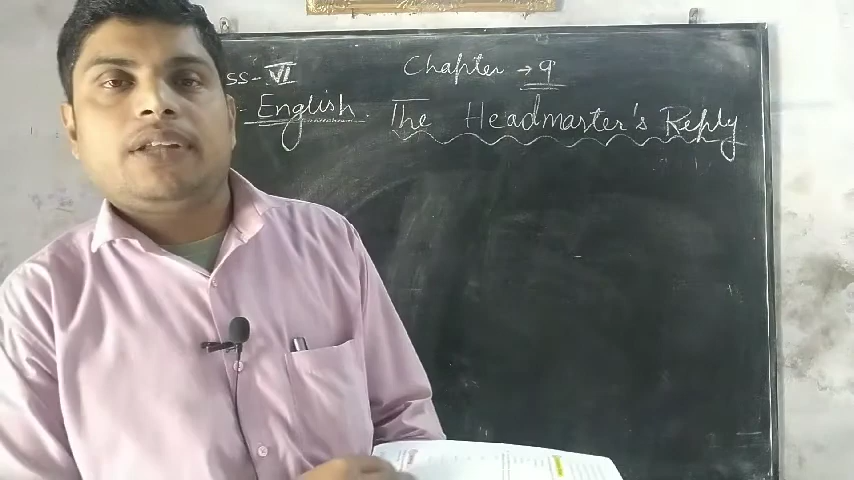 ss - VI
Chapter → 9
- English. The Headmaster's Reply